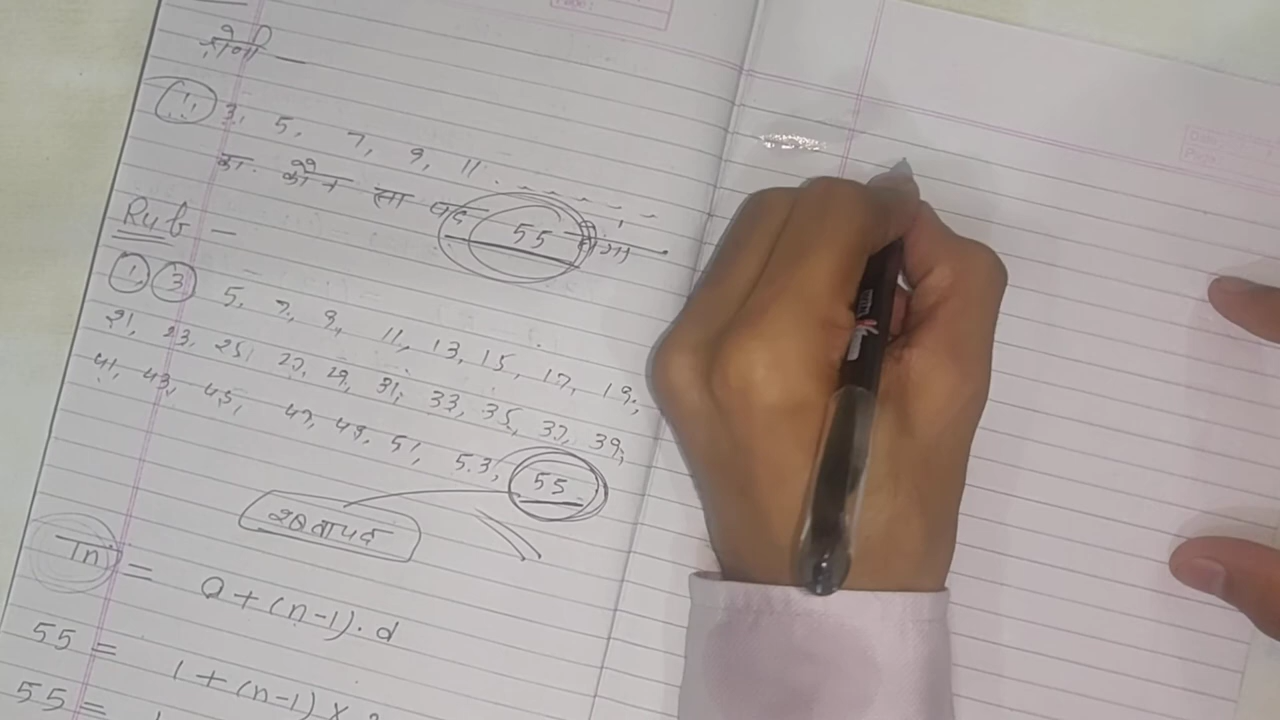 श्रेणी —
1, 3, 5, 7, 9, 11 - - - - -
का कौन सा पद 55 होगा.
Rub —
1, 3, 5, 7, 9, 11, 13, 15, 17, 19,
21, 23, 25, 27, 29, 31, 33, 35, 37, 39,
41, 43, 45, 47, 49, 51, 53, 55
28वा पद
Tn = a + (n-1).d
55 = 1 + (n-1) ×
55 =